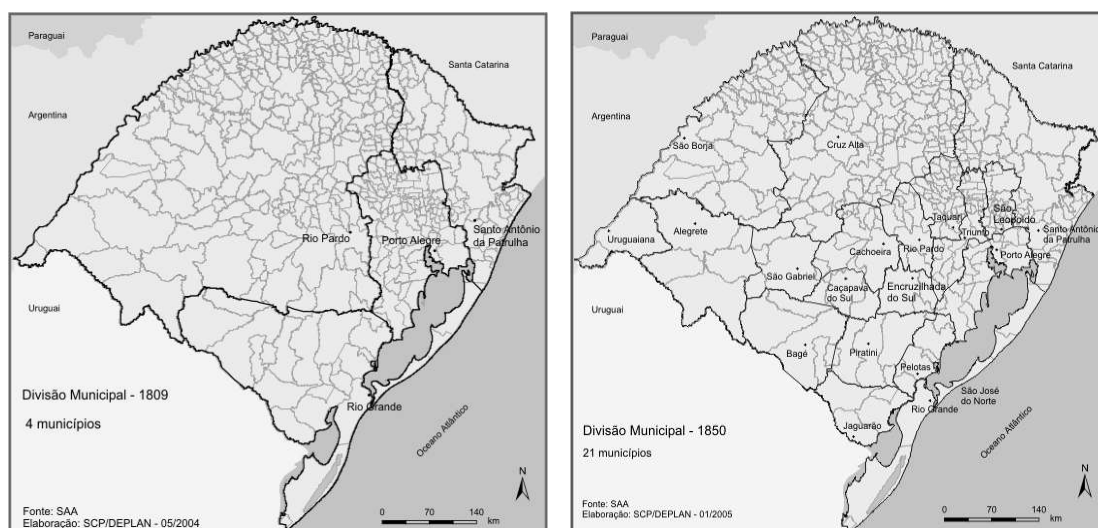 Paraguai
Santa Catarina
Argentina
Rio Pardo
Porto Alegre
Santo Antônio
da Patrulha
Uruguai
Rio Grande
Divisão Municipal - 1809
4 municípios
Oceano Atlântico
N
Fonte: SAA
Elaboração: SCP/DEPLAN - 05/2004
0 70 140
km
Paraguai
Santa Catarina
Argentina
São Borja
Cruz Alta
Uruguaiana
Alegrete
Taquari
São
Leopoldo
Triunfo
Santo Antônio
da Patrulha
Cachoeira
Rio Pardo
Porto Alegre
São Gabriel
Caçapava
do Sul
Encruzilhada
do Sul
Uruguai
Bagé
Piratini
Pelotas
São José
do Norte
Rio Grande
Jaguarão
Divisão Municipal - 1850
21 municípios
Oceano Atlântico
N
Fonte: SAA
Elaboração: SCP/DEPLAN - 01/2005
0 70 140
km